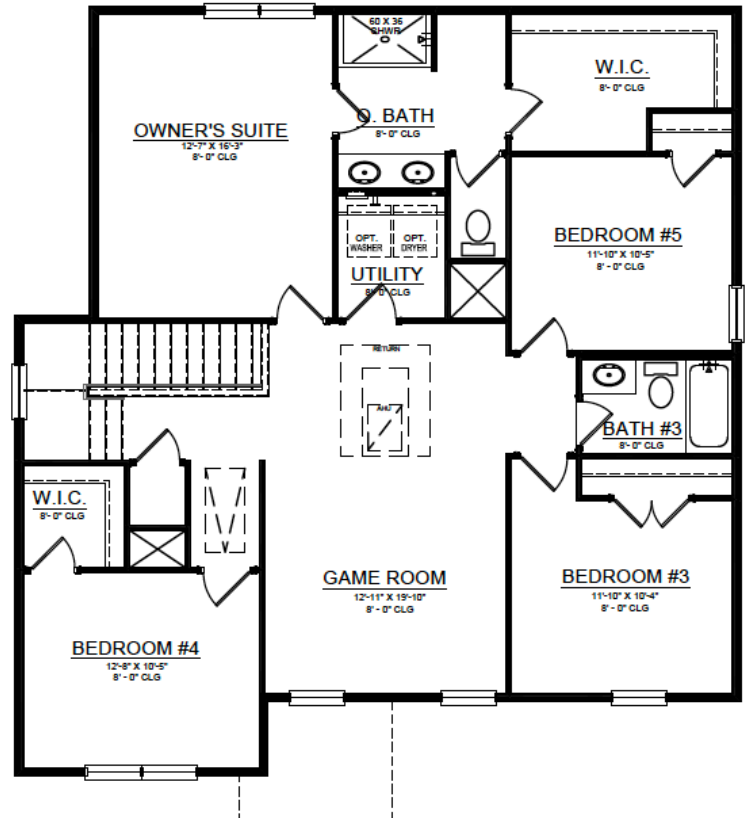 60 X 36
SHWR
W.I.C.
8'- 0" CLG
OWNER'S SUITE
12'-7" X 16'-3"
8'- 0" CLG
O. BATH
8'- 0" CLG
OPT.
WASHER
OPT.
DRYER
UTILITY
8'- 0" CLG
BEDROOM #5
11'-10" X 10'-5"
8' - 0" CLG
RETURN
AHU
BATH #3
8'- 0" CLG
W.I.C.
8'- 0" CLG
GAME ROOM
12'-11" X 19'-10"
8' - 0" CLG
BEDROOM #3
11'-10" X 10'-4"
8' - 0" CLG
BEDROOM #4
12'-8" X 10'-5"
8' - 0" CLG